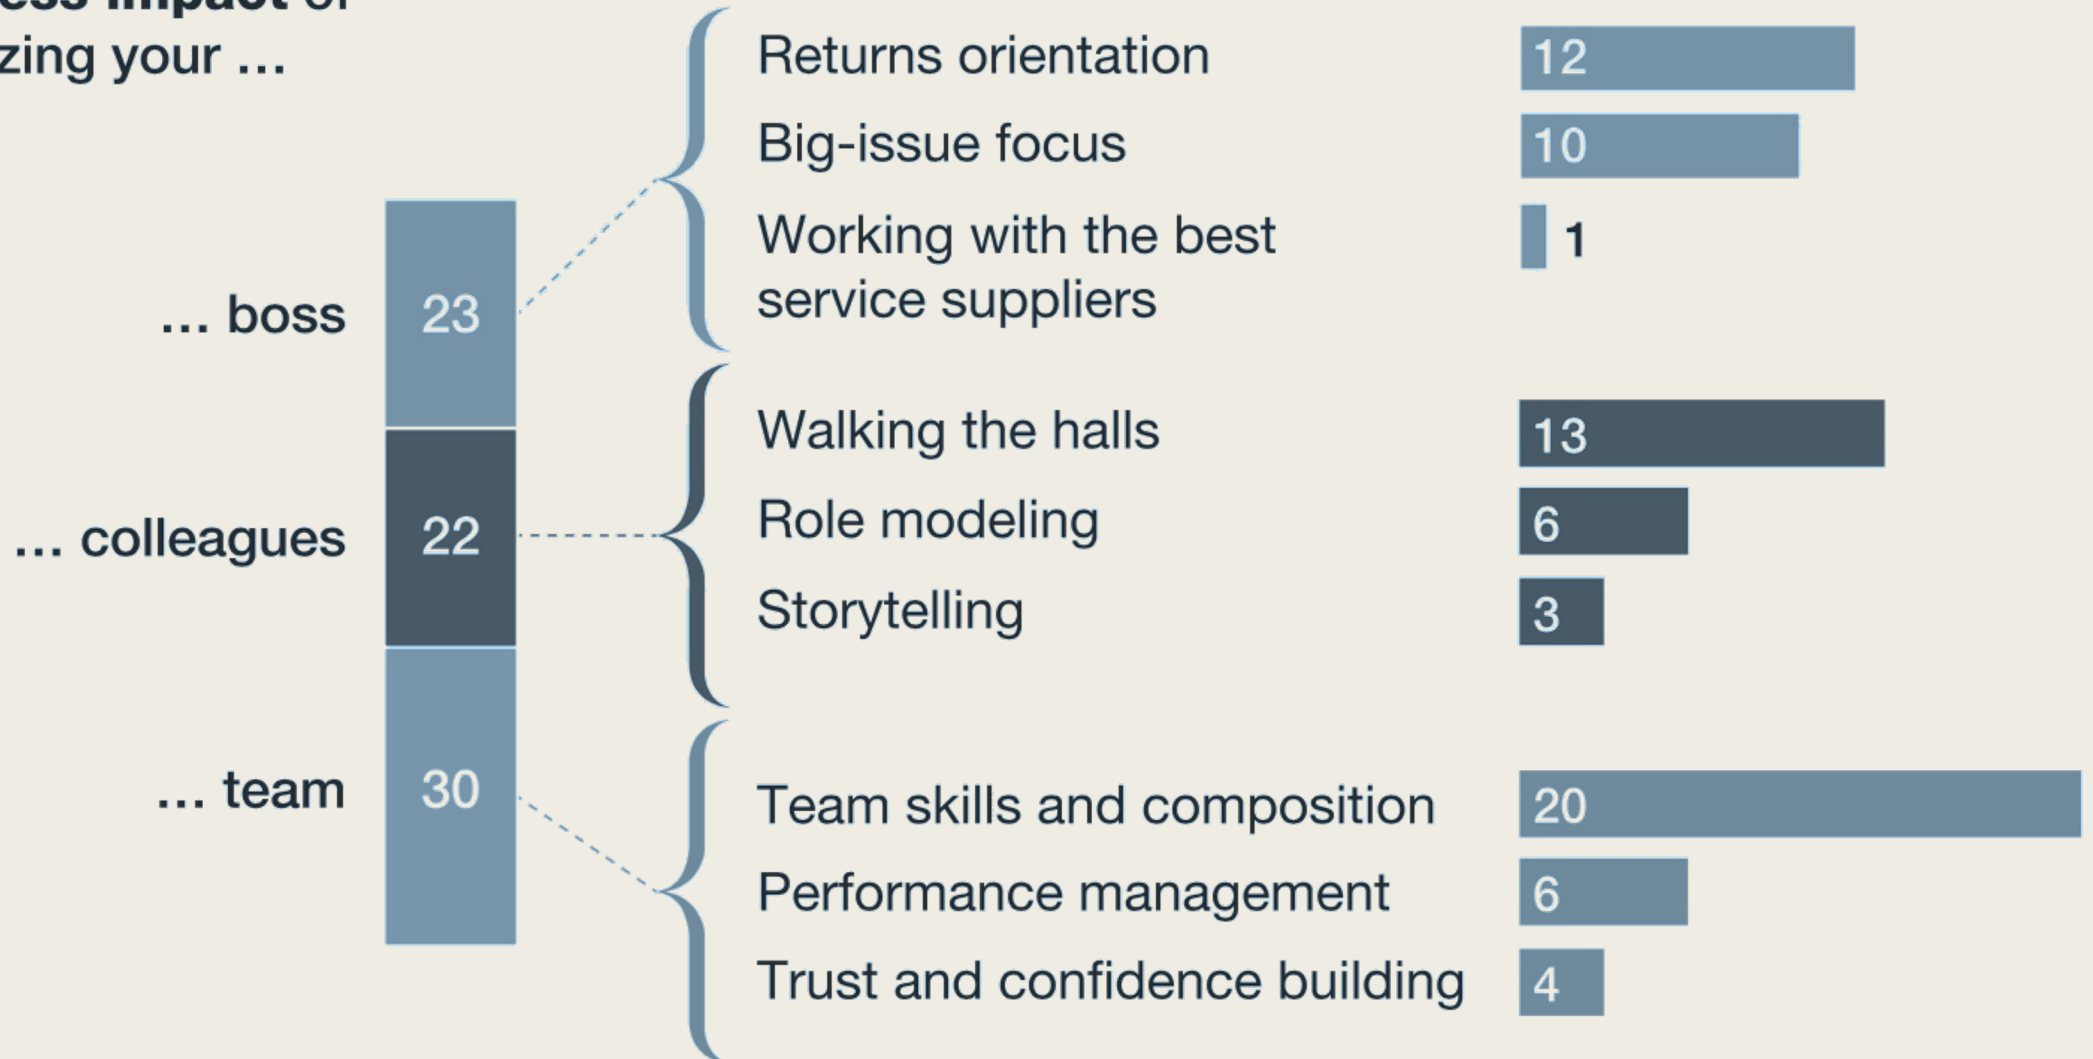 zing your ...
Returns orientation
12
Big-issue focus
10
Working with the best
service suppliers
1
... boss
23
Walking the halls
13
Role modeling
6
Storytelling
3
... colleagues
22
Team skills and composition
20
Performance management
6
Trust and confidence building
4
... team
30